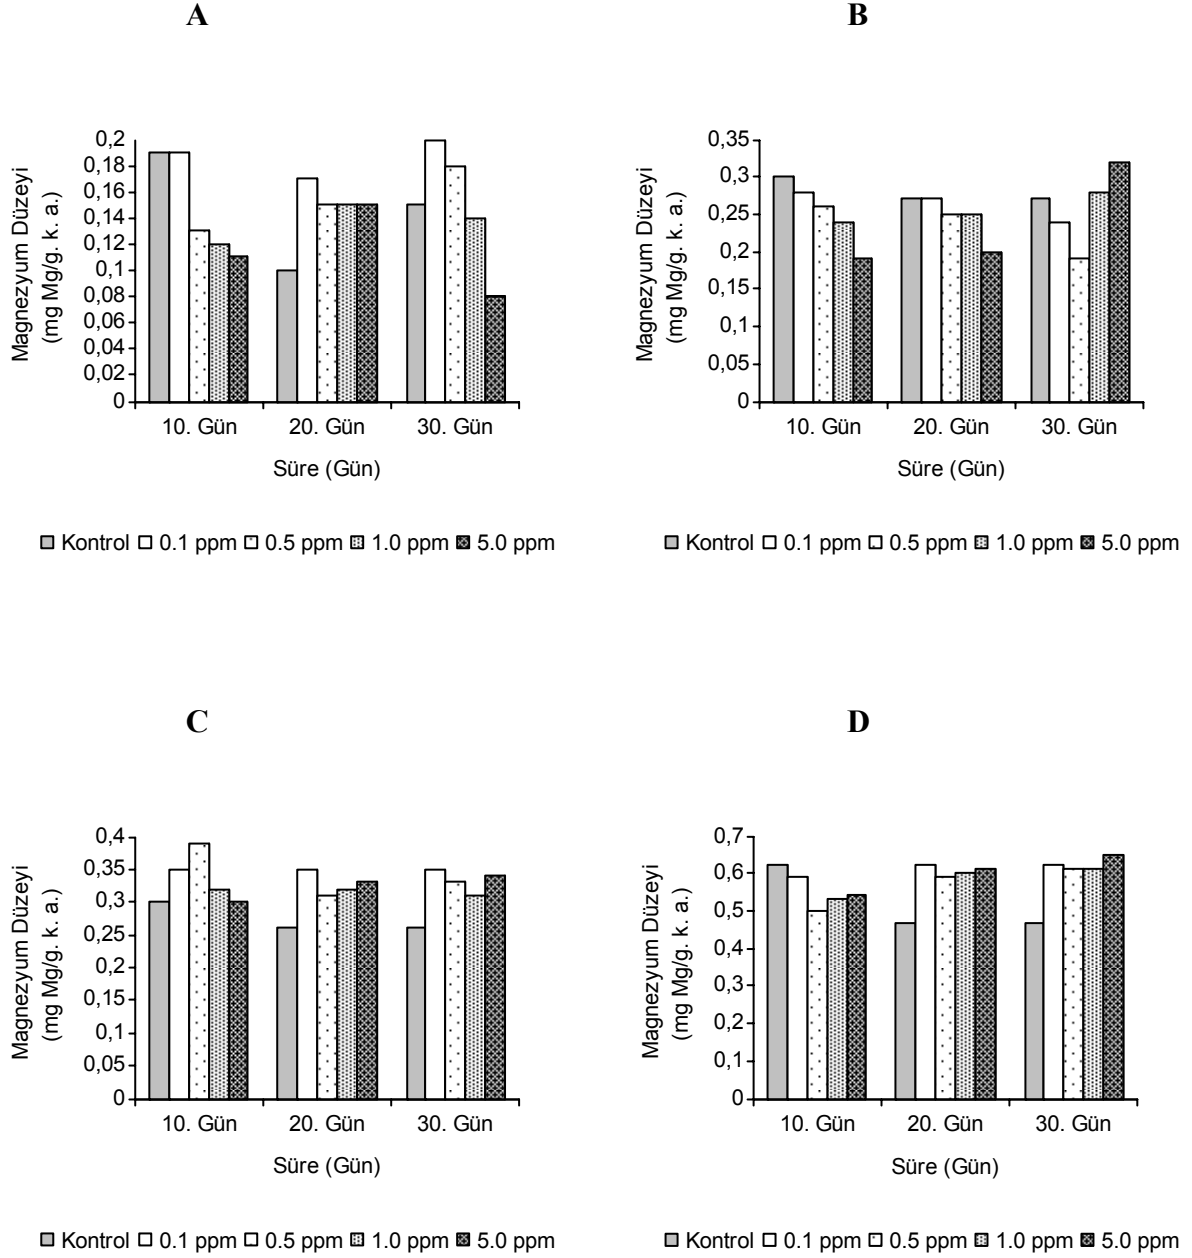 A
Magnezyum Düzeyi
(mg Mg/g. k. a.)
0,2
0,18
0,16
0,14
0,12
0,1
0,08
0,06
0,04
0,02
0
10. Gün 20. Gün 30. Gün
Süre (Gün)
Kontrol 0.1 ppm 0.5 ppm 1.0 ppm 5.0 ppm
B
Magnezyum Düzeyi
(mg Mg/g. k. a.)
0,35
0,3
0,25
0,2
0,15
0,1
0,05
0
10. Gün 20. Gün 30. Gün
Süre (Gün)
Kontrol 0.1 ppm 0.5 ppm 1.0 ppm 5.0 ppm
C
Magnezyum Düzeyi
(mg Mg/g. k. a.)
0,4
0,35
0,3
0,25
0,2
0,15
0,1
0,05
0
10. Gün 20. Gün 30. Gün
Süre (Gün)
Kontrol 0.1 ppm 0.5 ppm 1.0 ppm 5.0 ppm
D
Magnezyum Düzeyi
(mg Mg/g. k. a.)
0,7
0,6
0,5
0,4
0,3
0,2
0,1
0
10. Gün 20. Gün 30. Gün
Süre (Gün)
Kontrol 0.1 ppm 0.5 ppm 1.0 ppm 5.0 ppm